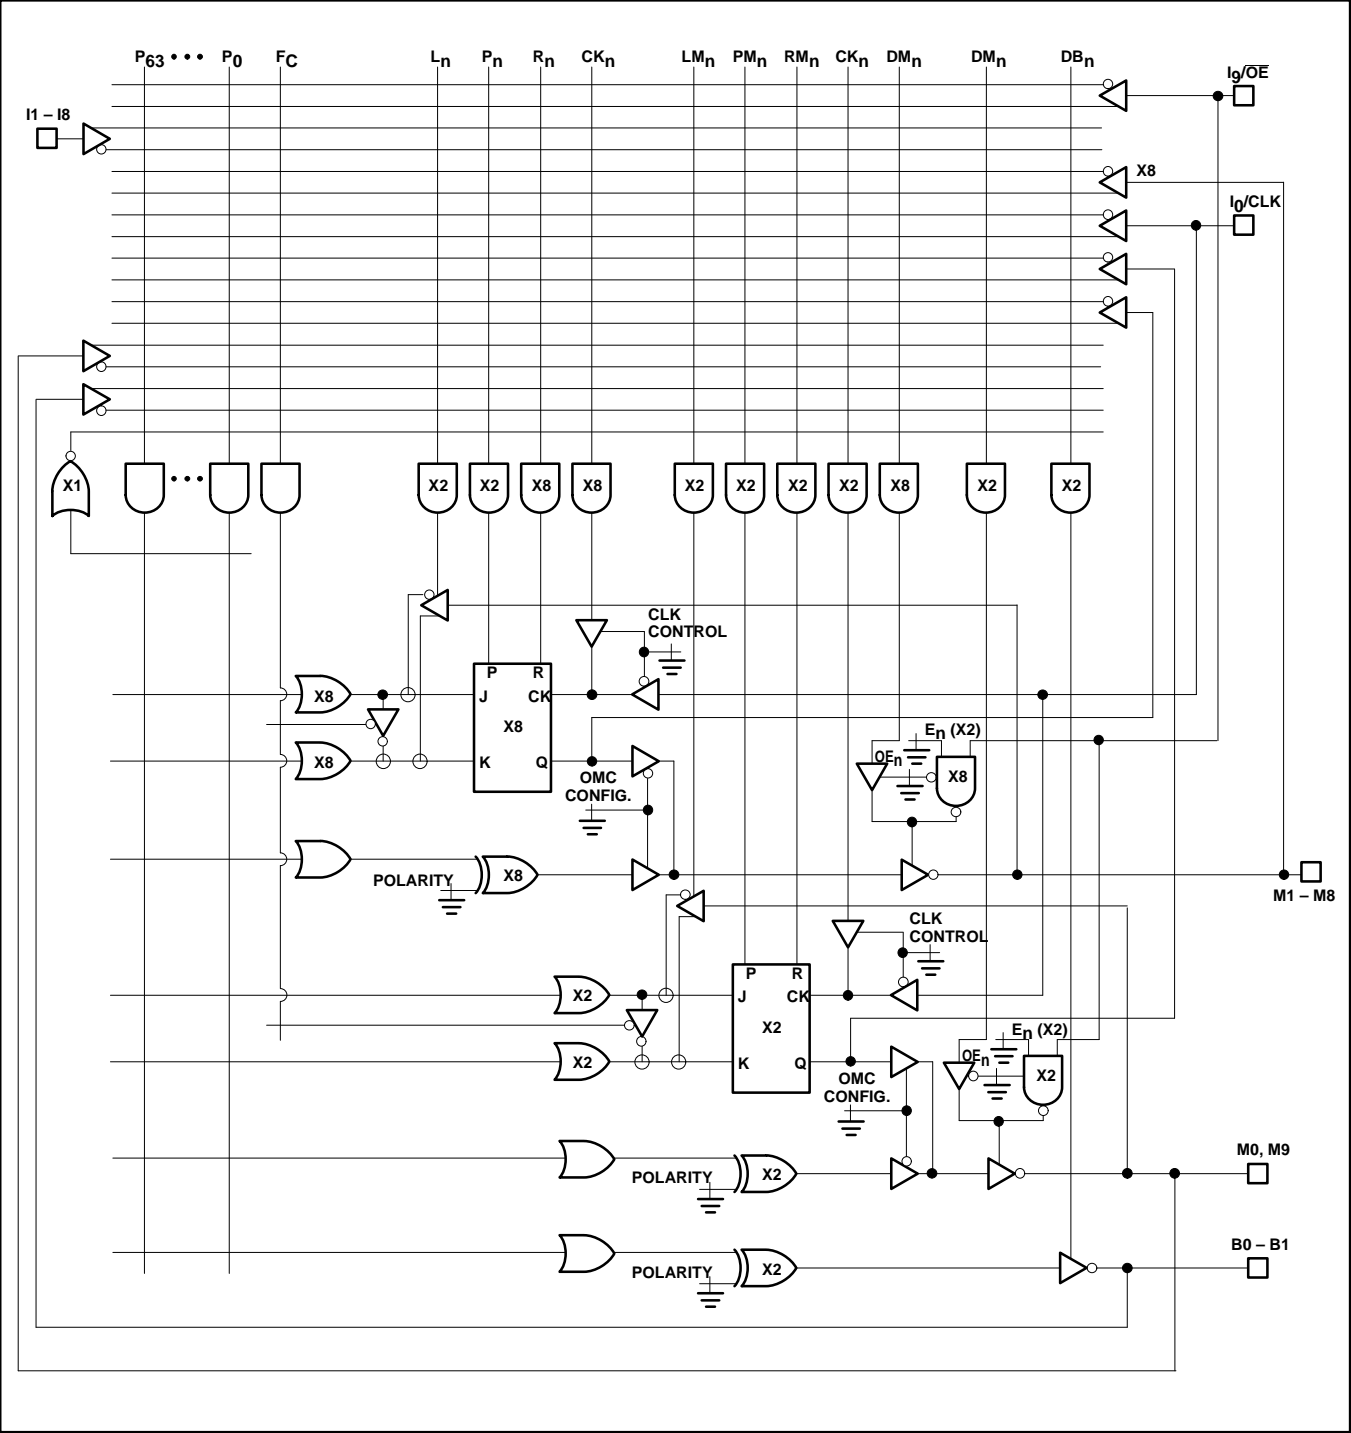 P63 • • • P0 FC Ln Pn Rn CKn LMn PMn RMn CKn DMn DMn DBn
I9/OE
I1 – I8
X8
I0/CLK
X1 • • • X2 X2 X8 X8 X2 X2 X2 X2 X8 X2 X2
CLK
CONTROL
P R
X8 J CK
X8
En (X2)
OEn
X8 K Q X8
OMC
CONFIG.
POLARITY X8
M1 – M8
CLK
CONTROL
P R
X2 J CK
X2
En (X2)
OEn
X2 K Q X2
OMC
CONFIG.
M0, M9
POLARITY X2
B0 – B1
POLARITY X2